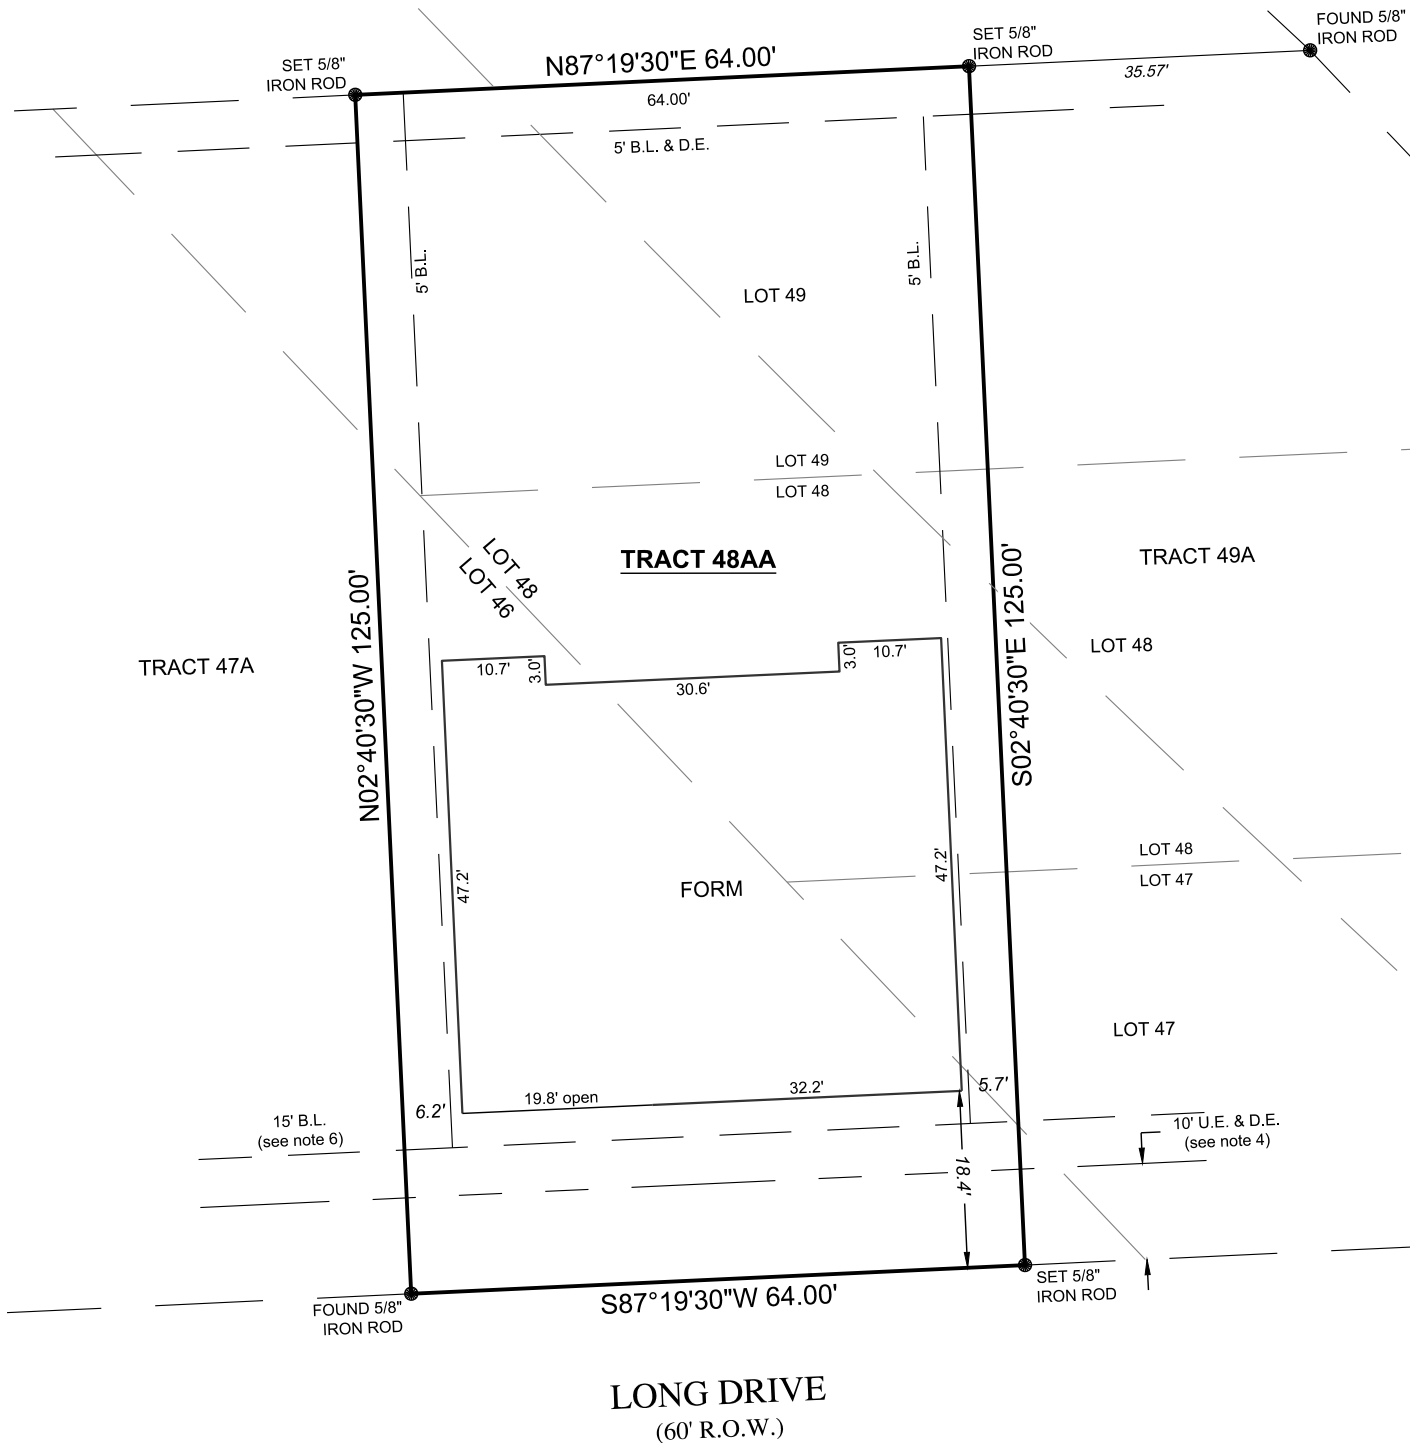 FOUND 5/8"
IRON ROD
SET 5/8"
IRON ROD
SET 5/8"
IRON ROD
N87°19'30"E 64.00'
35.57'
64.00'
5' B.L. & D.E.
5' B.L.
5' B.L.
LOT 49
LOT 49
LOT 48
TRACT 48AA
TRACT 49A
LOT 48
LOT 46
N02°40'30"W 125.00'
S02°40'30"E 125.00'
TRACT 47A
LOT 48
10.7'
3.0'
30.6'
3.0'
10.7'
47.2'
47.2'
FORM
LOT 48
LOT 47
LOT 47
19.8' open
32.2'
6.2'
5.7'
15' B.L.
(see note 6)
10' U.E. & D.E.
(see note 4)
18.4'
FOUND 5/8"
IRON ROD
S87°19'30"W 64.00'
SET 5/8"
IRON ROD
LONG DRIVE
(60' R.O.W.)